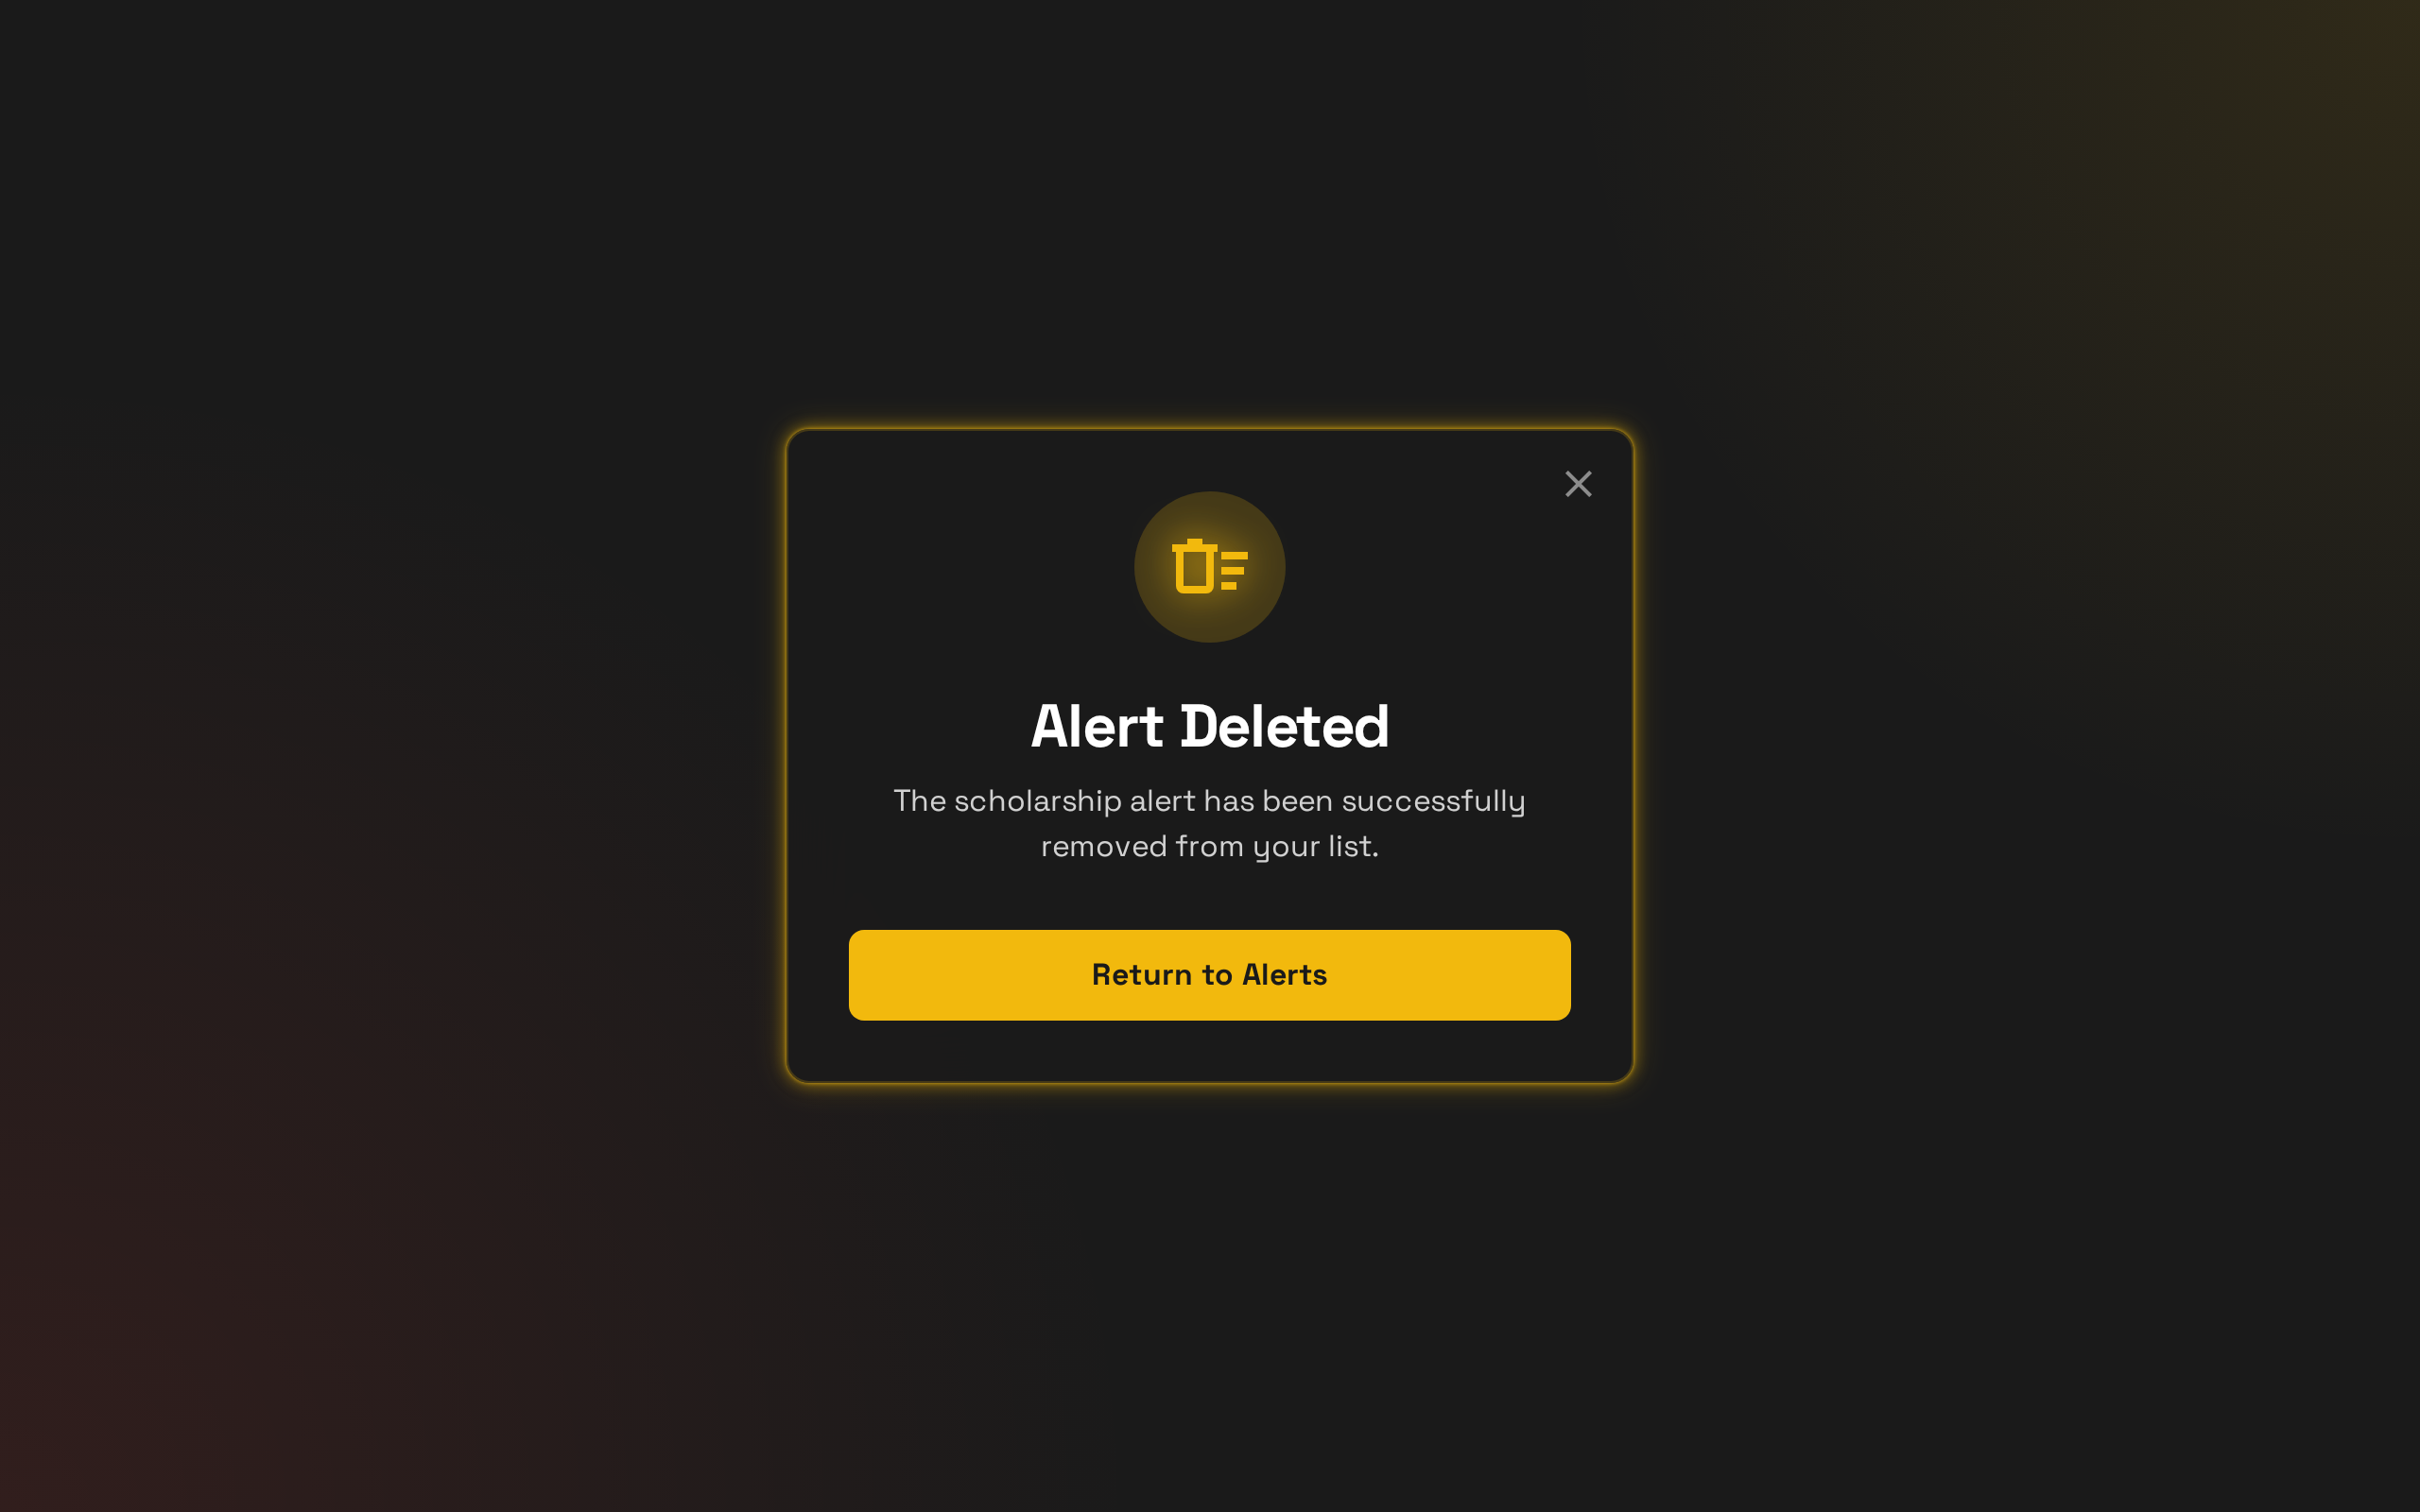 Alert Deleted
The scholarship alert has been successfully
removed from your list.
Return to Alerts